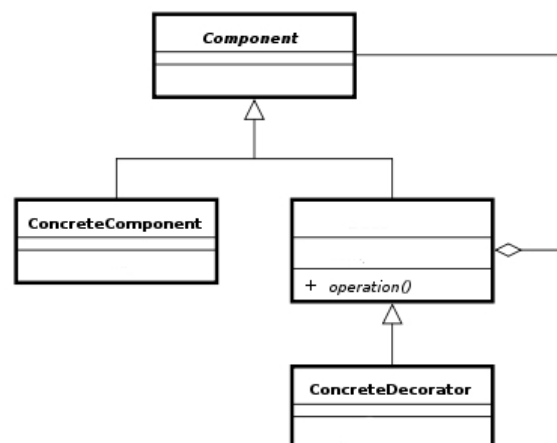 Component
ConcreteComponent
+ operation()
ConcreteDecorator